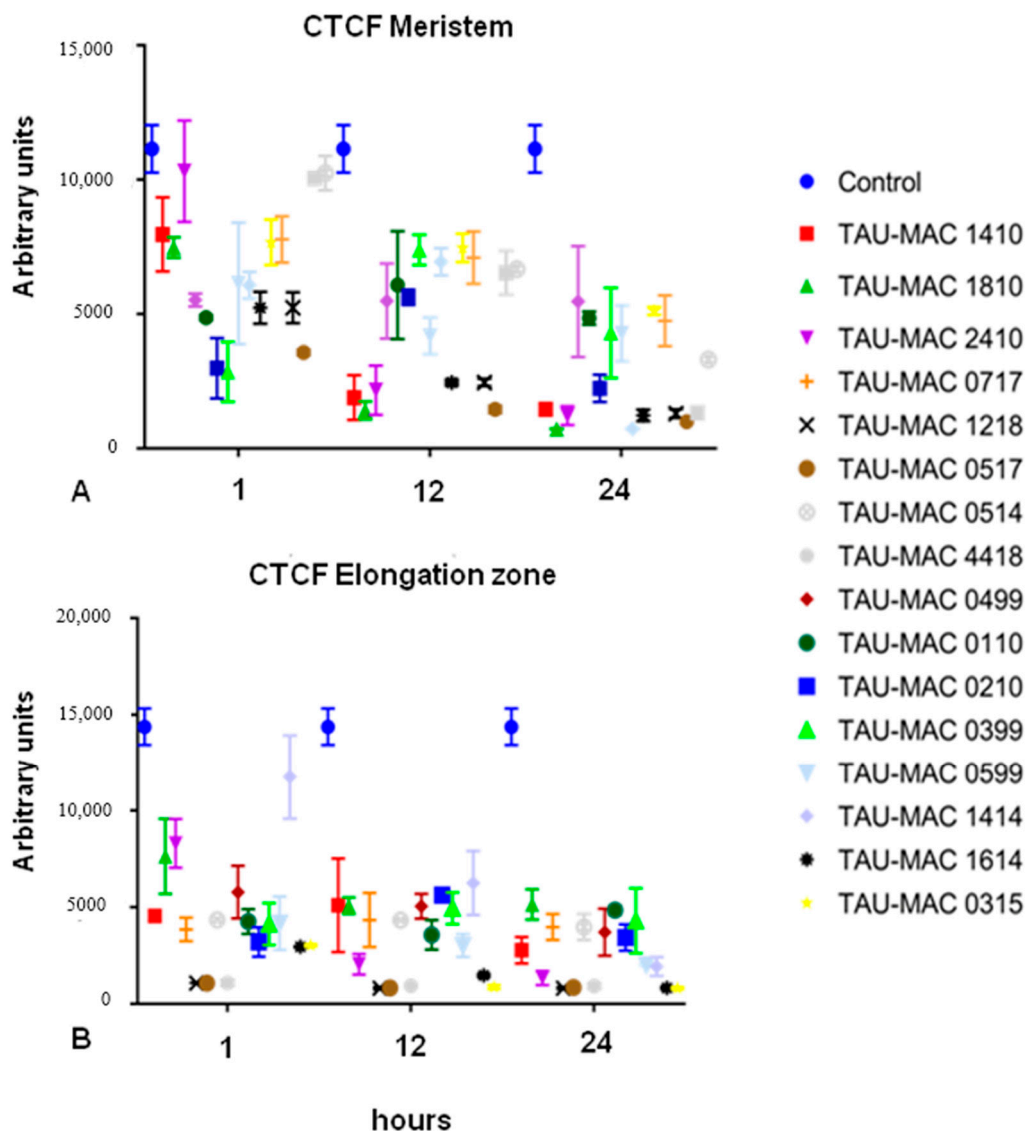 CTCF Meristem
15,000
10,000
5000
0
Arbitrary units
A
1
12
24
CTCF Elongation zone
20,000
15,000
10,000
5000
0
Arbitrary units
B
1
12
24
hours
Control
TAU-MAC 1410
TAU-MAC 1810
TAU-MAC 2410
TAU-MAC 0717
TAU-MAC 1218
TAU-MAC 0517
TAU-MAC 0514
TAU-MAC 4418
TAU-MAC 0499
TAU-MAC 0110
TAU-MAC 0210
TAU-MAC 0399
TAU-MAC 0599
TAU-MAC 1414
TAU-MAC 1614
TAU-MAC 0315